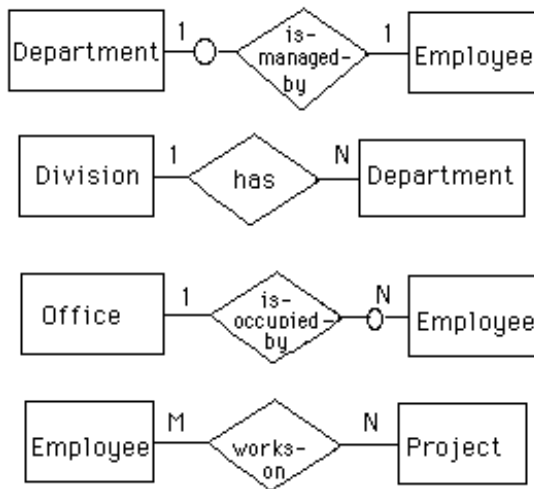 Department 1 is-managed-by 1 Employee
Division 1 has N Department
Office 1 is-occupied-by N Employee
Employee M works-on N Project